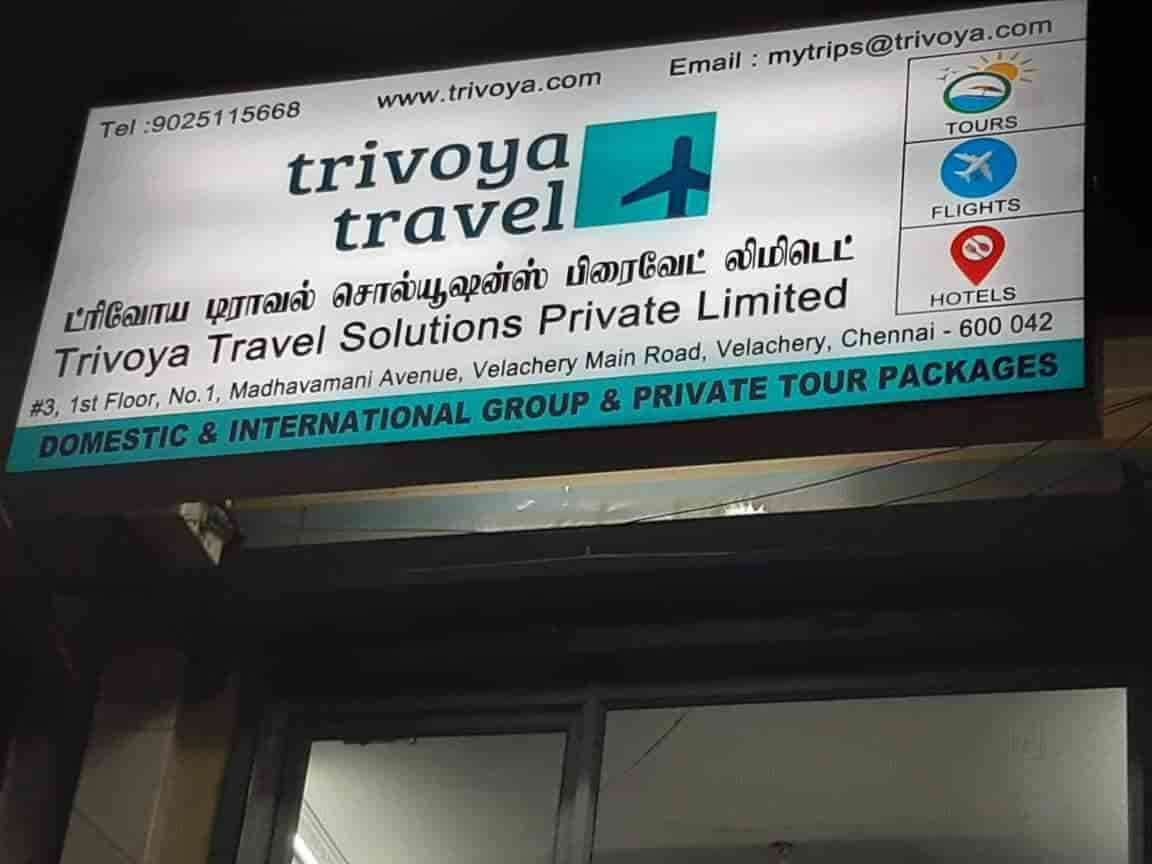 Tel :9025115668 www.trivoya.com Email : mytrips@trivoya.com
trivoya
travel
TOURS
FLIGHTS
HOTELS
ட்ரிவோய டிராவல் சொல்யூஷன்ஸ் பிரைவேட் லிமிடெட்
Trivoya Travel Solutions Private Limited
#3, 1st Floor, No.1, Madhavamani Avenue, Velachery Main Road, Velachery, Chennai - 600 042
DOMESTIC & INTERNATIONAL GROUP & PRIVATE TOUR PACKAGES